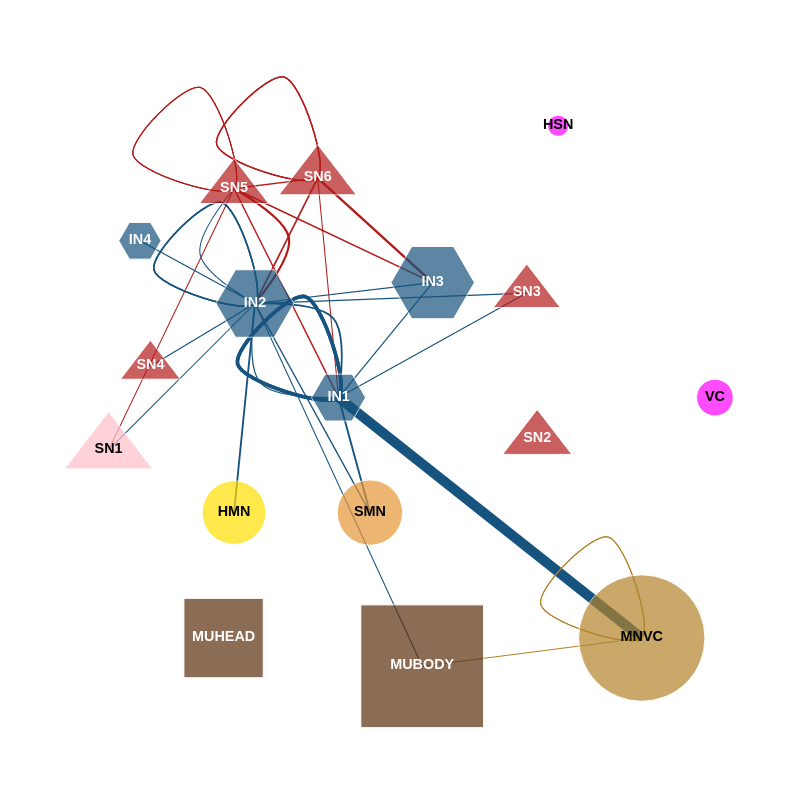 HSN
SN6
SN5
IN4
IN3
SN3
IN2
SN4
IN1
VC
SN2
SN1
HMN
SMN
MUHEAD
MNVC
MUBODY